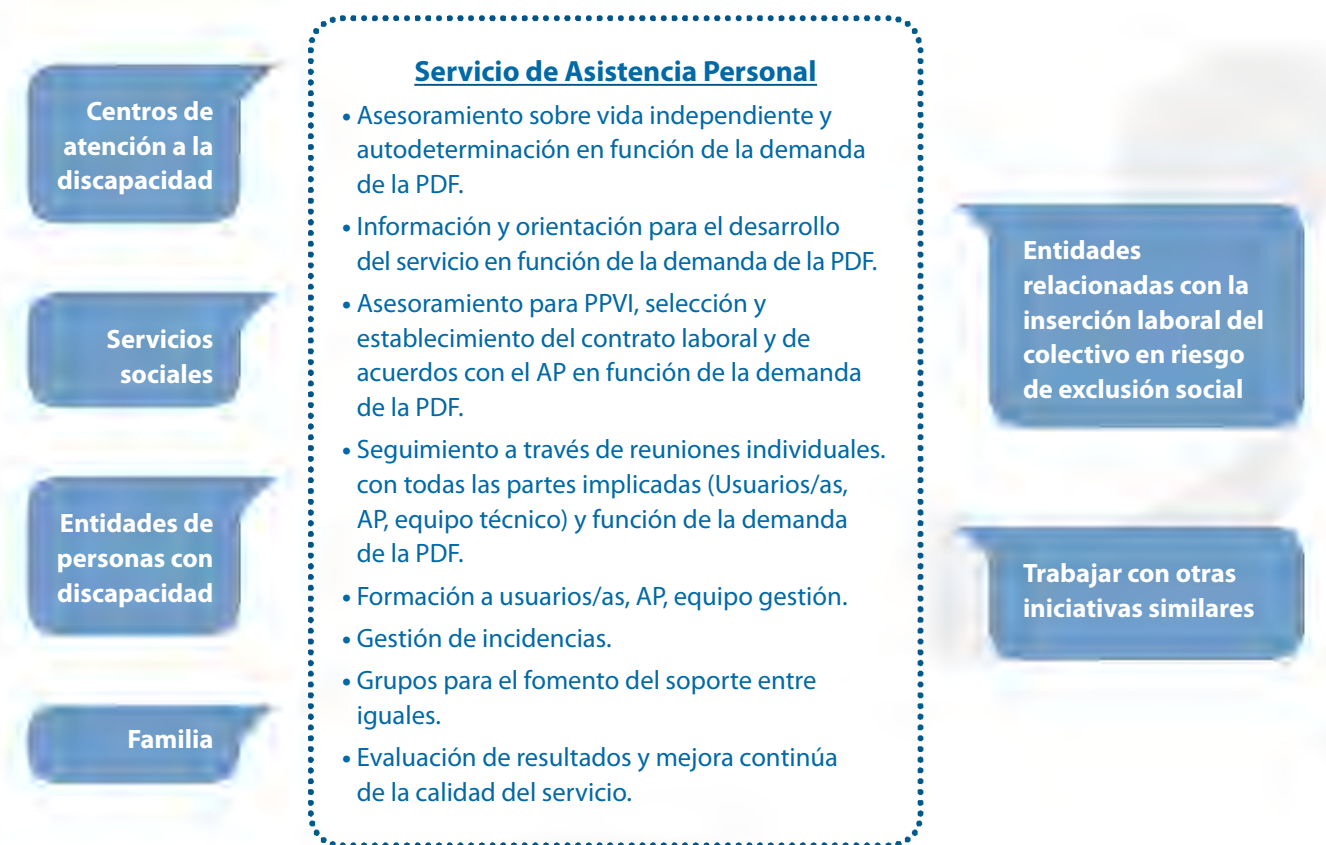 Centros de
atención a la
discapacidad
Servicios
sociales
Entidades de
personas con
discapacidad
Familia
Servicio de Asistencia Personal
• Asesoramiento sobre vida independiente y
autodeterminación en función de la demanda
de la PDF.
• Información y orientación para el desarrollo
del servicio en función de la demanda de la PDF.
• Asesoramiento para PPVI, selección y
establecimiento del contrato laboral y de
acuerdos con el AP en función de la demanda
de la PDF.
• Seguimiento a través de reuniones individuales.
con todas las partes implicadas (Usuarios/as,
AP, equipo técnico) y función de la demanda
de la PDF.
• Formación a usuarios/as, AP, equipo gestión.
• Gestión de incidencias.
• Grupos para el fomento del soporte entre
iguales.
• Evaluación de resultados y mejora continúa
de la calidad del servicio.
Entidades
relacionadas con la
inserción laboral del
colectivo en riesgo
de exclusión social
Trabajar con otras
iniciativas similares